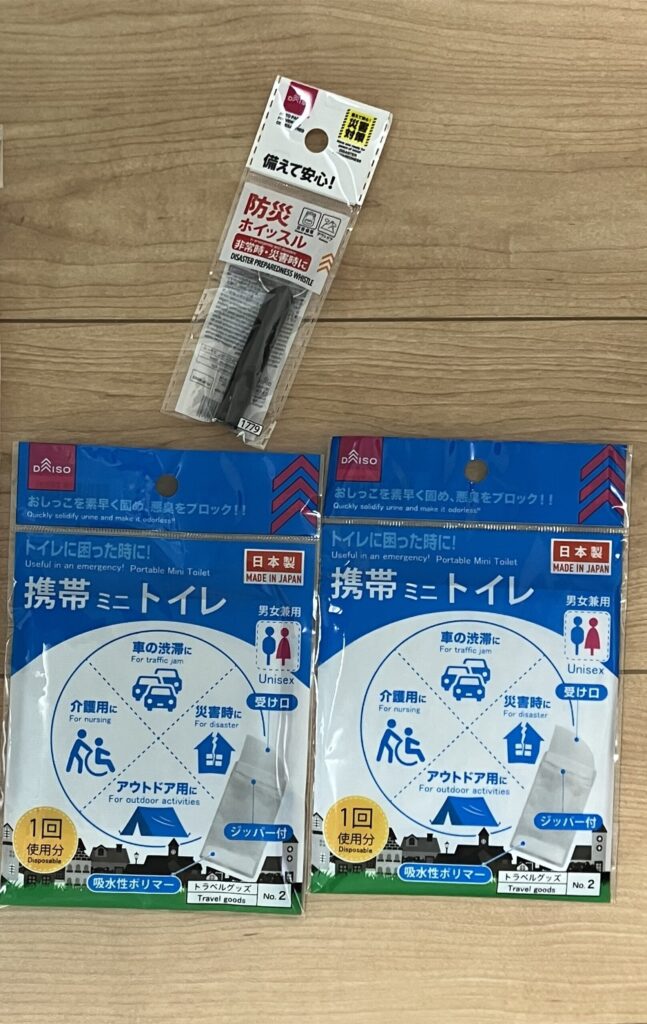 DAISO
災害
対策
備えて安心!
防災
ホイッスル
非常時・災害時に
DISASTER PREPAREDNESS WHISTLE
1779
DAISO
おしっこを素早く固め、悪臭をブロック!!
Quickly solidify urine and make it odorless"
トイレに困った時に!
Useful in an emergency! Portable Mini Toilet
日本製
MADE IN JAPAN
携帯ミニトイレ
男女兼用
Unisex
車の渋滞に
For traffic jam
受け口
介護用に
For nursing
災害時に
For disaster
アウトドア用に
For outdoor activities
ジッパー付
1回
使用分
Disposable
吸水性ポリマー
トラベルグッズ
Travel goods
No. 2
DAISO
おしっこを素早く固め、悪臭をブロック!!
Quickly solidify urine and make it odorless"
トイレに困った時に!
Useful in an emergency! Portable Mini Toilet
日本製
MADE IN JAPAN
携帯ミニトイレ
男女兼用
Unisex
車の渋滞に
For traffic jam
受け口
介護用に
For nursing
災害時に
For disaster
アウトドア用に
For outdoor activities
ジッパー付
1回
使用分
Disposable
吸水性ポリマー
トラベルグッズ
Travel goods
No. 2